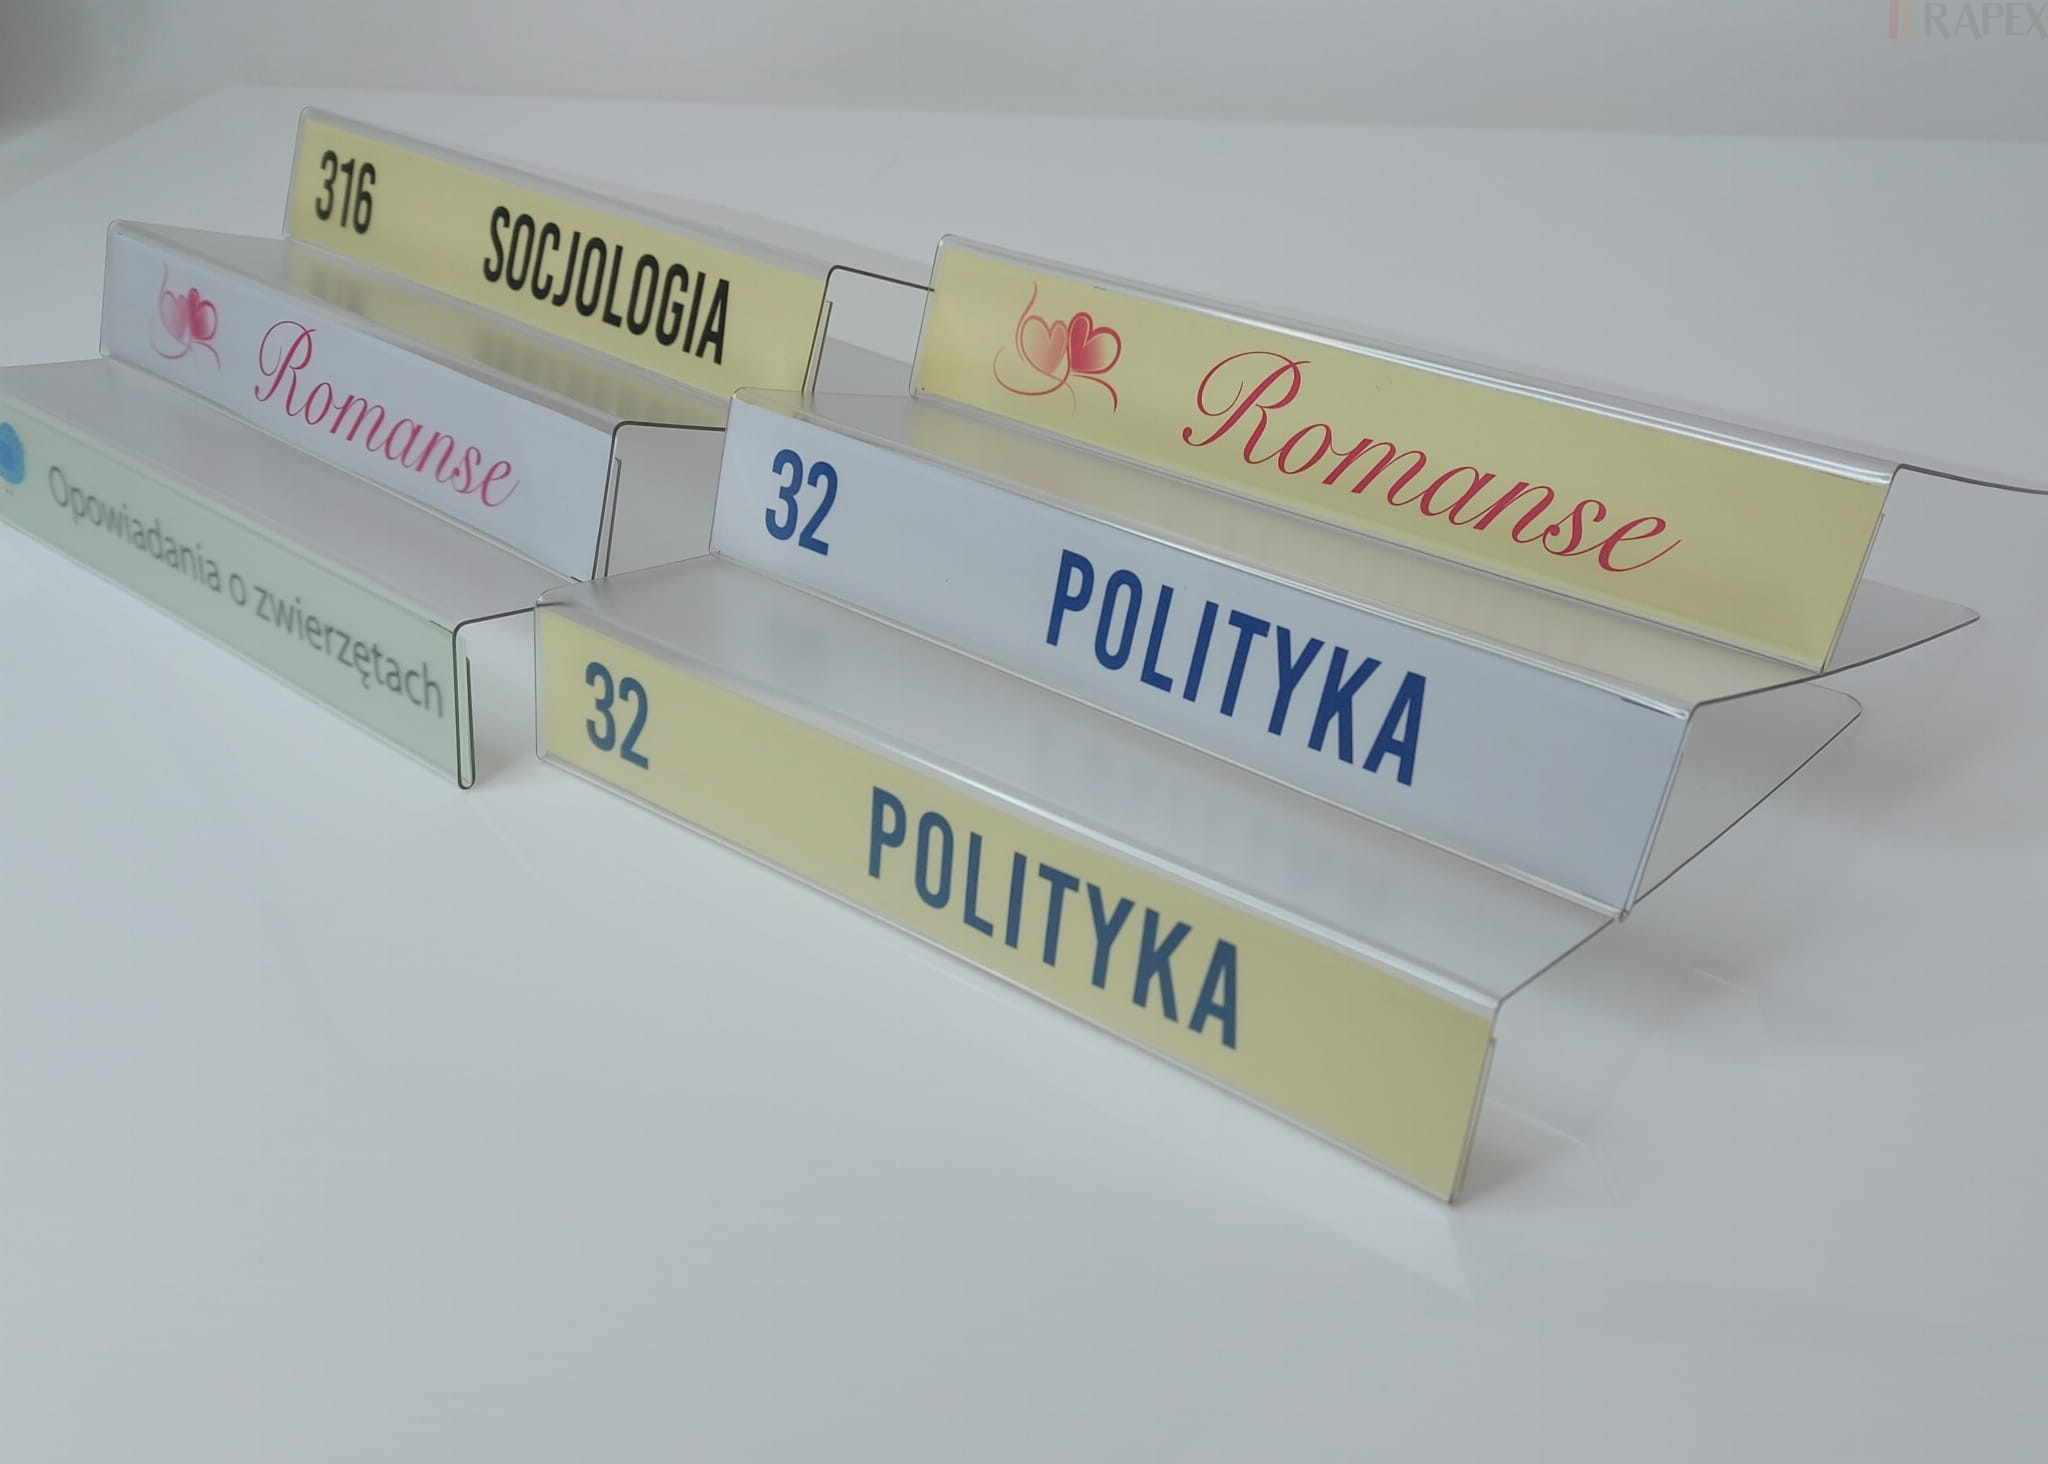 RAPEX
316 SOCJOLOGIA
Romanse
Romanse
32 POLITYKA
Opowiadania o zwierzętach
32 POLITYKA